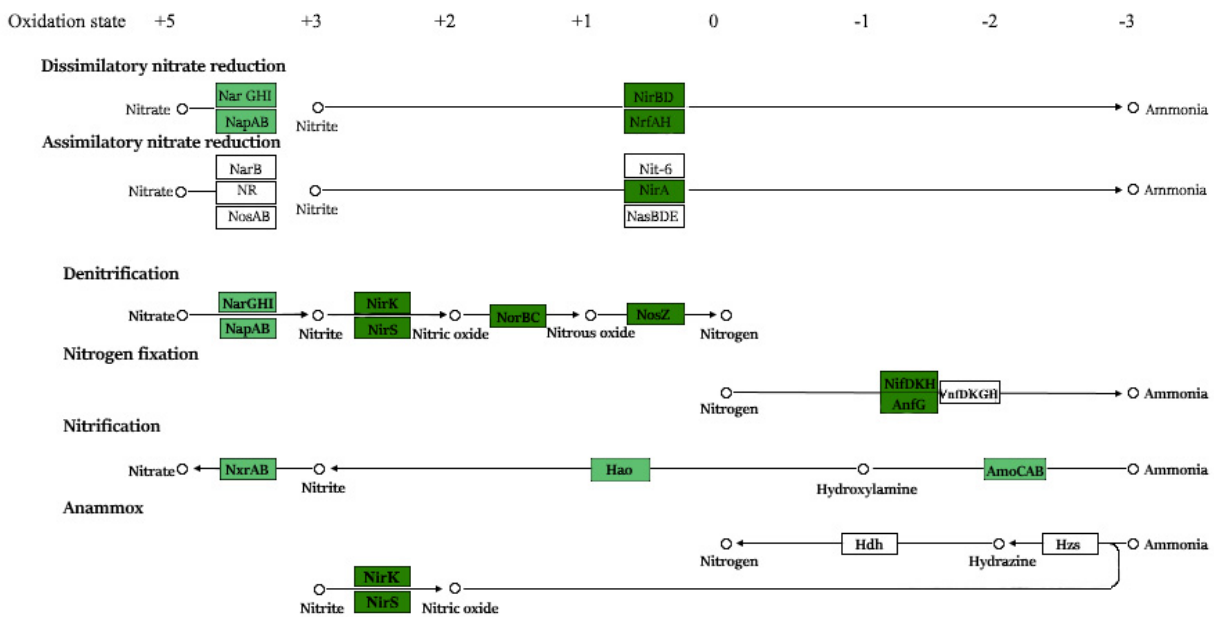 Oxidation state +5 +3 +2 +1 0 -1 -2 -3
Dissimilatory nitrate reduction
Nar GHI NirBD
Nitrate Ammonia
NapAB Nitrite NrfAH
Assimilatory nitrate reduction
NarB Nit-6
Nitrate NR NirA Ammonia
Nitrite
NosAB NasBDE
Denitrification
NarGHI NirK
Nitrate NorBC NosZ
NapAB Nitrite NirS Nitric oxide Nitrous oxide Nitrogen
Nitrogen fixation
NifDKH VnfDKGH Ammonia
Nitrogen AnfG
Nitrification
Nitrate NxrAB Hao AmoCAB Ammonia
Nitrite Hydroxylamine
Anammox
Hdh Hzs Ammonia
Nitrogen Hydrazine
NirK
Nitrite NirS Nitric oxide